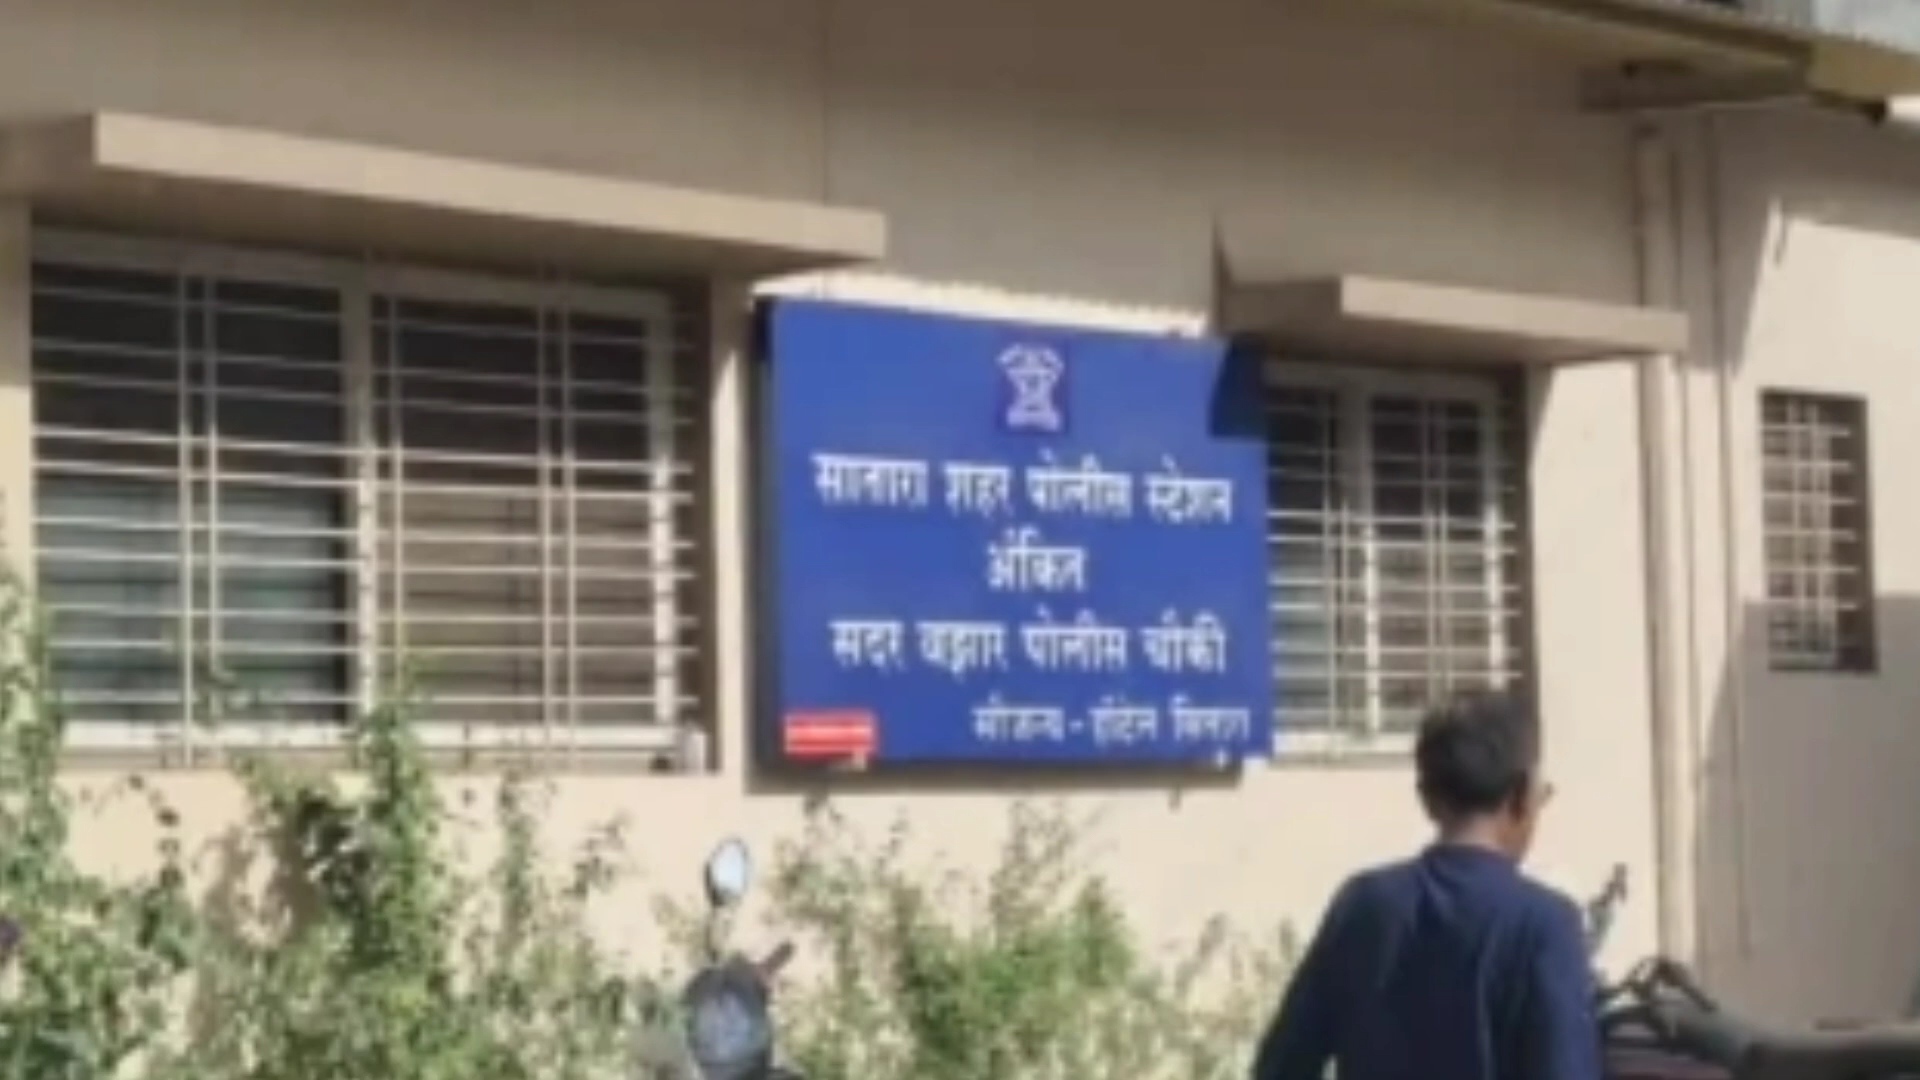 सातारा शहर पोलीस स्टेशन
अंकित
सदर बझार पोलीस चौकी
सौजन्य - हॉटेल